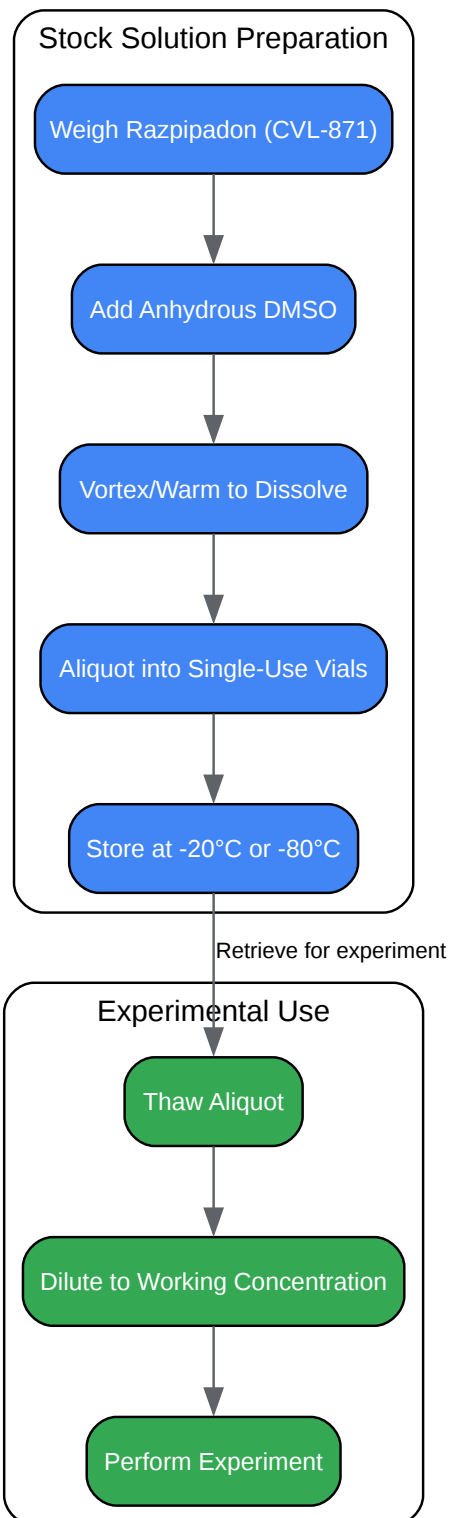 Stock Solution Preparation
Weigh Razpipadon (CVL-871)
Add Anhydrous DMSO
Vortex/Warm to Dissolve
Aliquot into Single-Use Vials
Store at -20°C or -80°C
Retrieve for experiment
Experimental Use
Thaw Aliquot
Dilute to Working Concentration
Perform Experiment